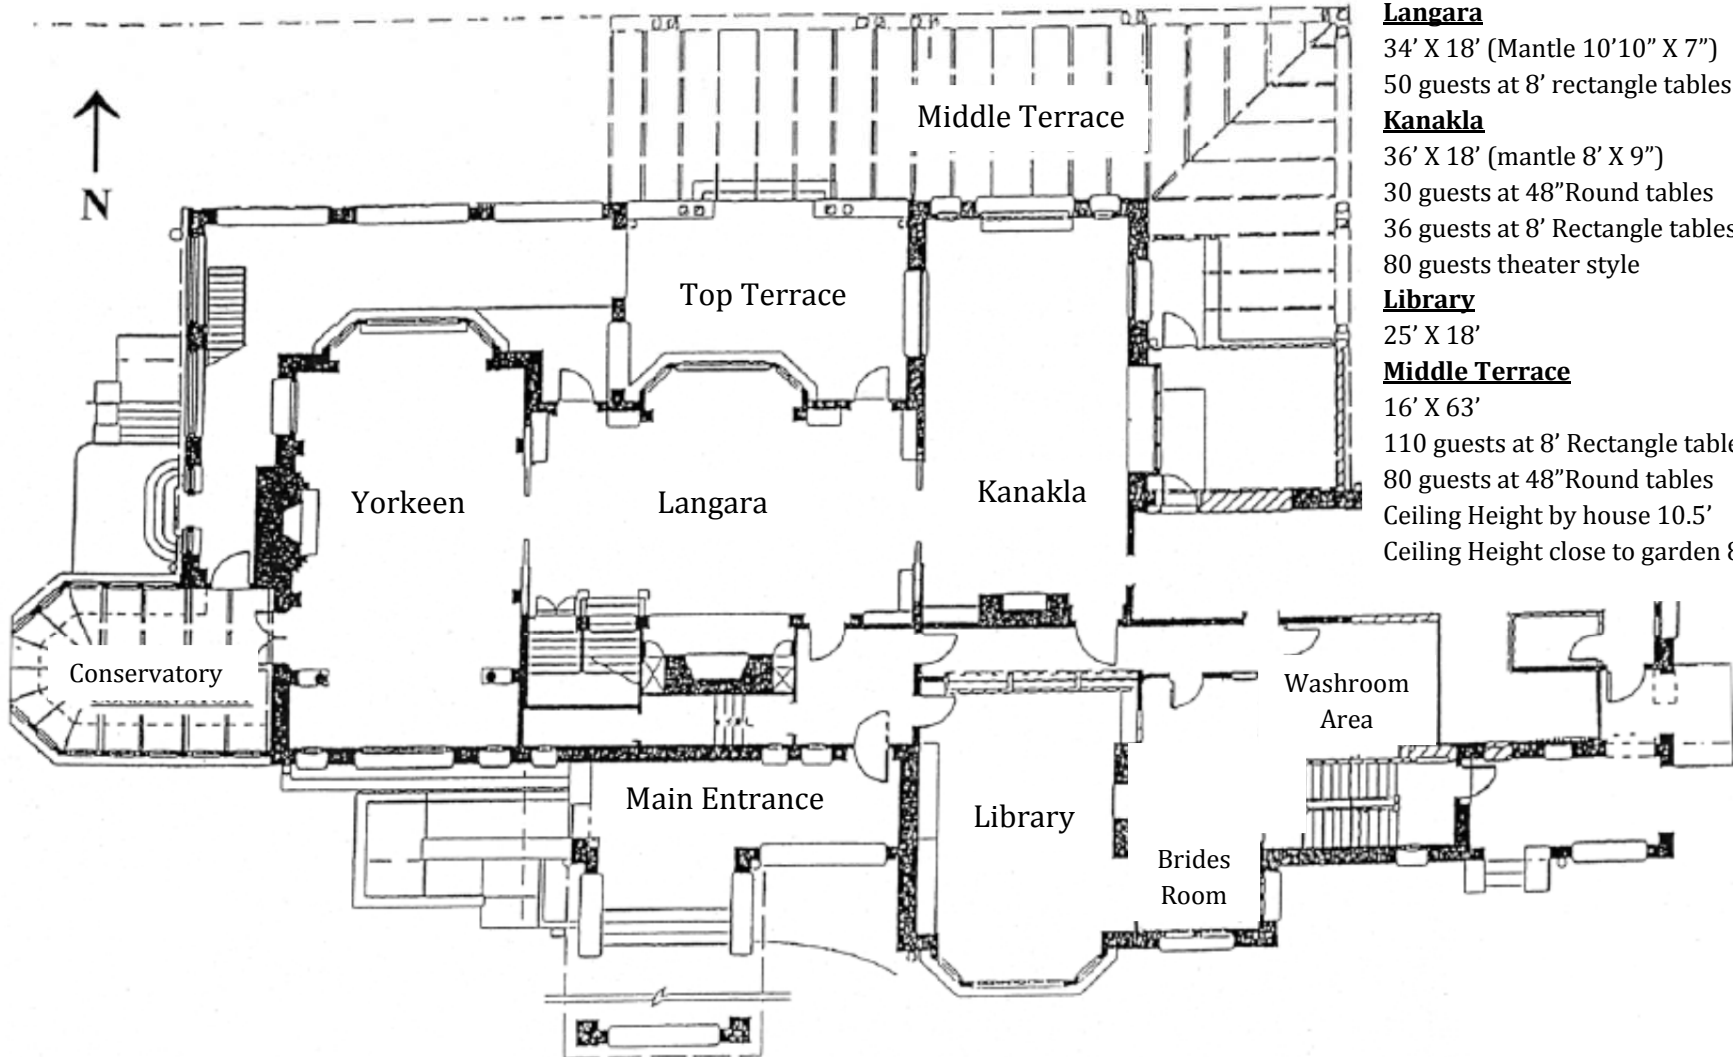 Langara
34’ X 18’ (Mantle 10’10” X 7”)
50 guests at 8’ rectangle tables
Kanakla
36’ X 18’ (mantle 8’ X 9”)
30 guests at 48”Round tables
36 guests at 8’ Rectangle tables
80 guests theater style
Library
25’ X 18’
Middle Terrace
16’ X 63’
110 guests at 8’ Rectangle table
80 guests at 48”Round tables
Ceiling Height by house 10.5’
Ceiling Height close to garden 8
Middle Terrace
N
Top Terrace
Yorkeen
Langara
Kanakla
Conservatory
Washroom
Area
Main Entrance
Library
Brides
Room